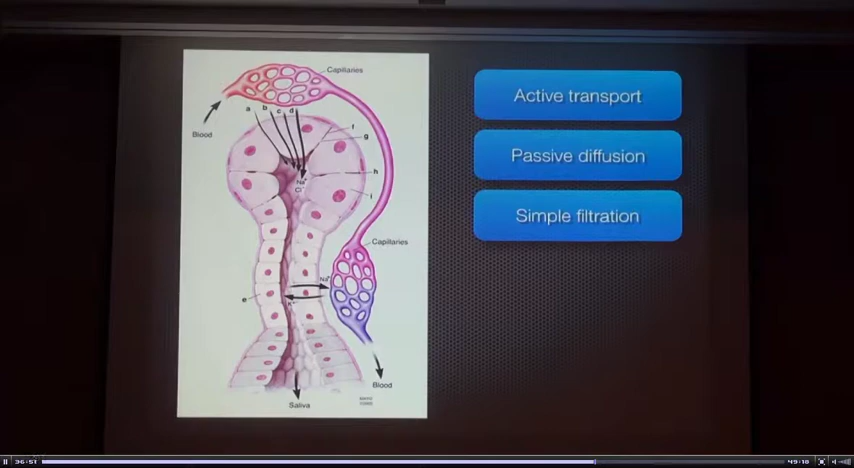 Capillaries
Active transport
a b c d
Blood
f
g
Passive diffusion
h
Na+
Cl-
i
Simple filtration
Capillaries
Na+
e
K+
Blood
Saliva
36:51
49:18